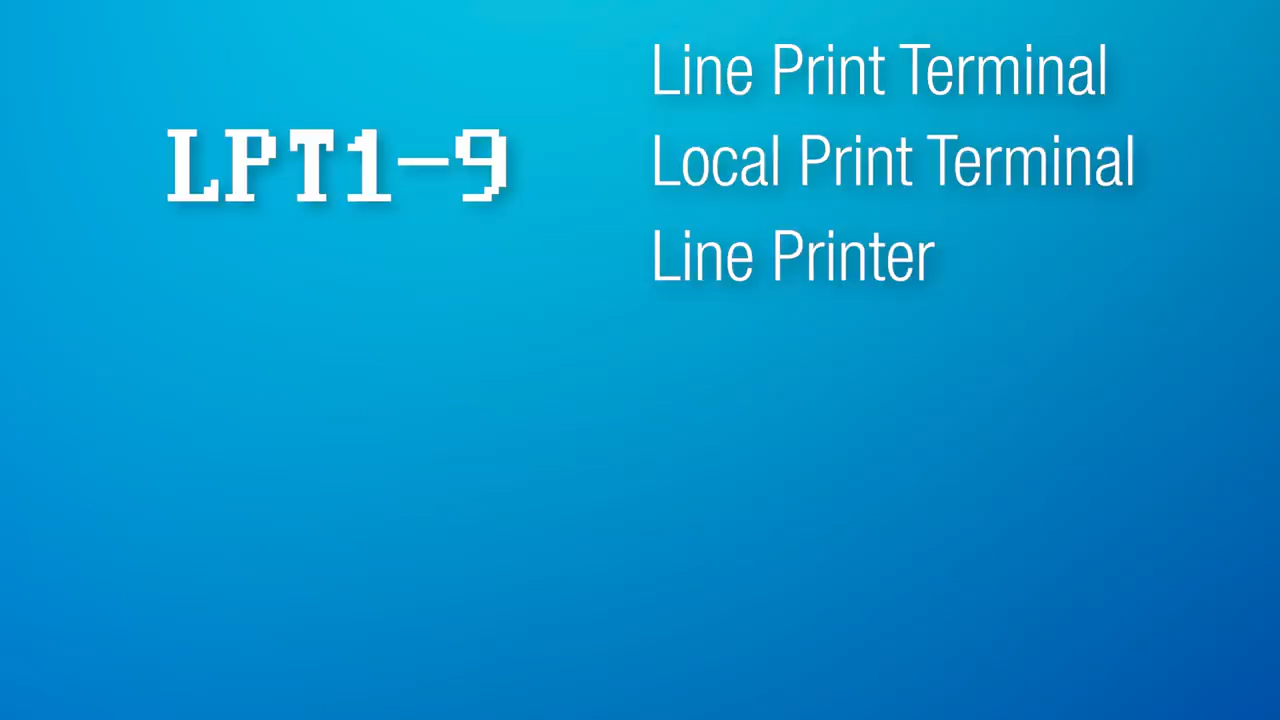 LPT1-9
Line Print Terminal
Local Print Terminal
Line Printer